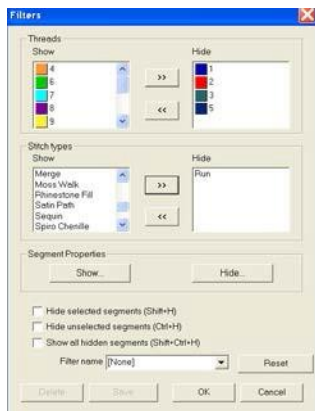 Filters
Threads
Show Hide
4 1
6 >> 2
7 3
8 << 5
9
Stitch types
Show Hide
Merge Run
Moss Walk >>
Rhinestone Fill
Satin Path
Sequin <<
Spiro Chenille
Segment Properties
Show... Hide...
Hide selected segments (Shift+H)
Hide unselected segments (Ctrl+H)
Show all hidden segments (Shift+Ctrl+H)
Filter name [None] Reset
Delete Save OK Cancel